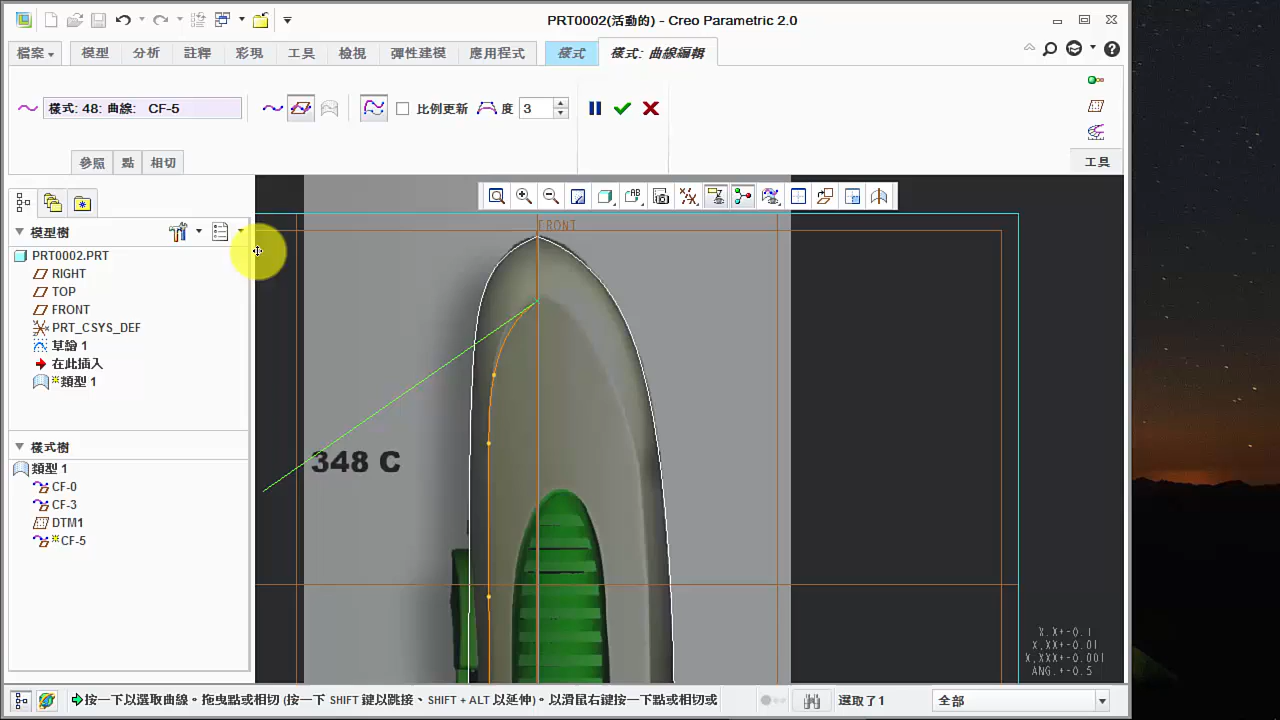 PRT0002(活動的) - Creo Parametric 2.0
檔案 模型 分析 註釋 彩現 工具 檢視 彈性建模 應用程式 樣式 樣式: 曲線編輯
樣式: 48: 曲線: CF-5
比例更新 度 3
參照 點 相切 工具
模型樹
PRT0002.PRT
RIGHT
TOP
FRONT
PRT_CSYS_DEF
草繪 1
在此插入
類型 1
樣式樹
類型 1
CF-0
CF-3
DTM1
CF-5
FRONT
348 C
X.X+-0.1
X.XX+-0.01
X.XXX+-0.001
ANG.+-0.5
按一下以選取曲線。拖曳點或相切 (按一下 SHIFT 鍵以跳接、SHIFT + ALT 以延伸)。以滑鼠右鍵按一下點或相切或
選取了1
全部